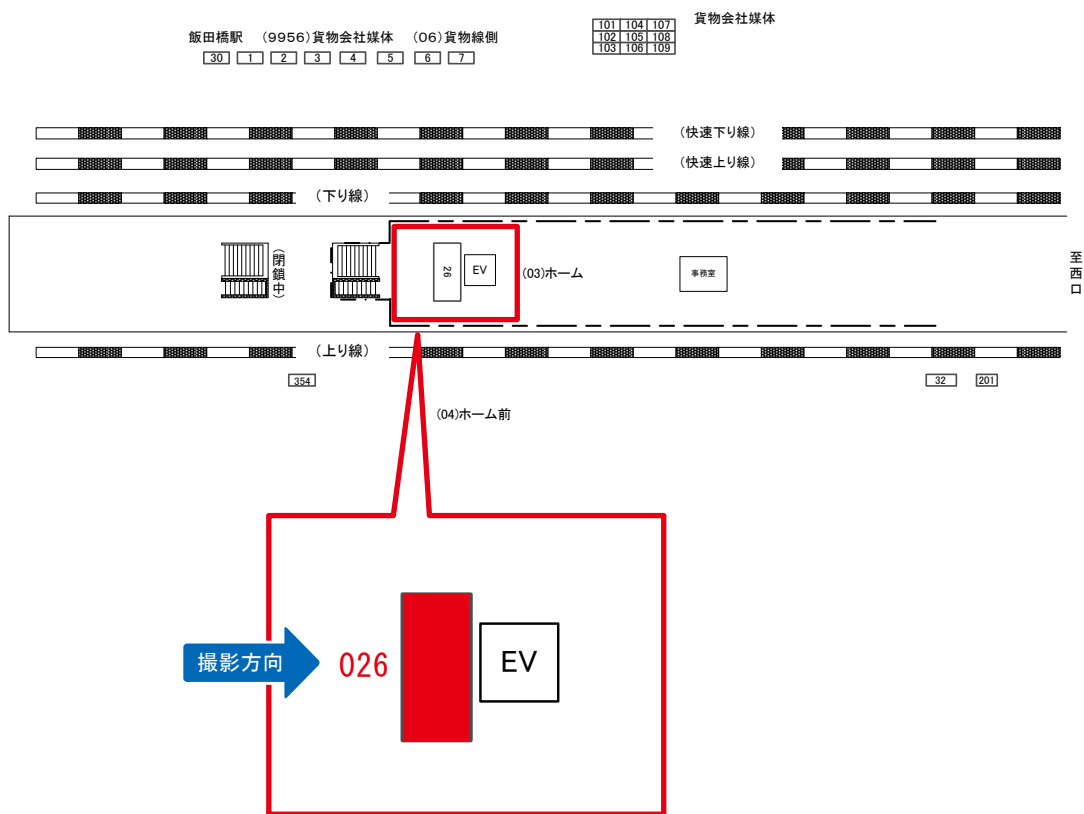 貨物会社媒体
飯田橋駅 (9956)貨物会社媒体 (06)貨物線側
30 1 2 3 4 5 6 7
101 104 107
102 105 108
103 106 109
(快速下り線)
(快速上り線)
(下り線)
(閉鎖中)
26
EV
(03)ホーム
事務室
至西口
(上り線)
354
32
201
(04)ホーム前
撮影方向
026
EV